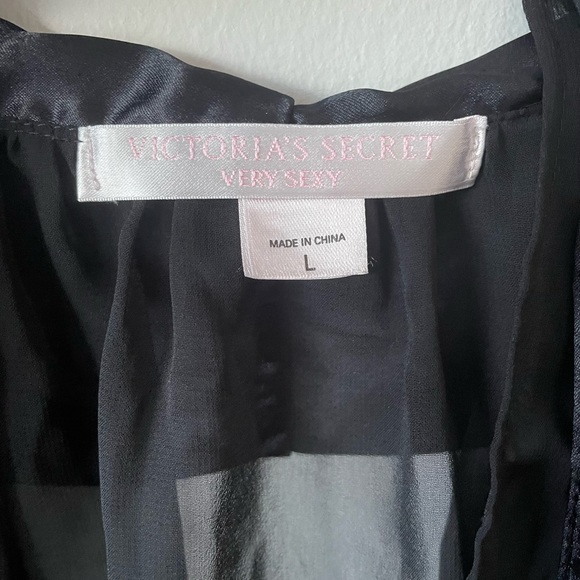 VICTORIA'S SECRET
VERY SEXY
MADE IN CHINA
L